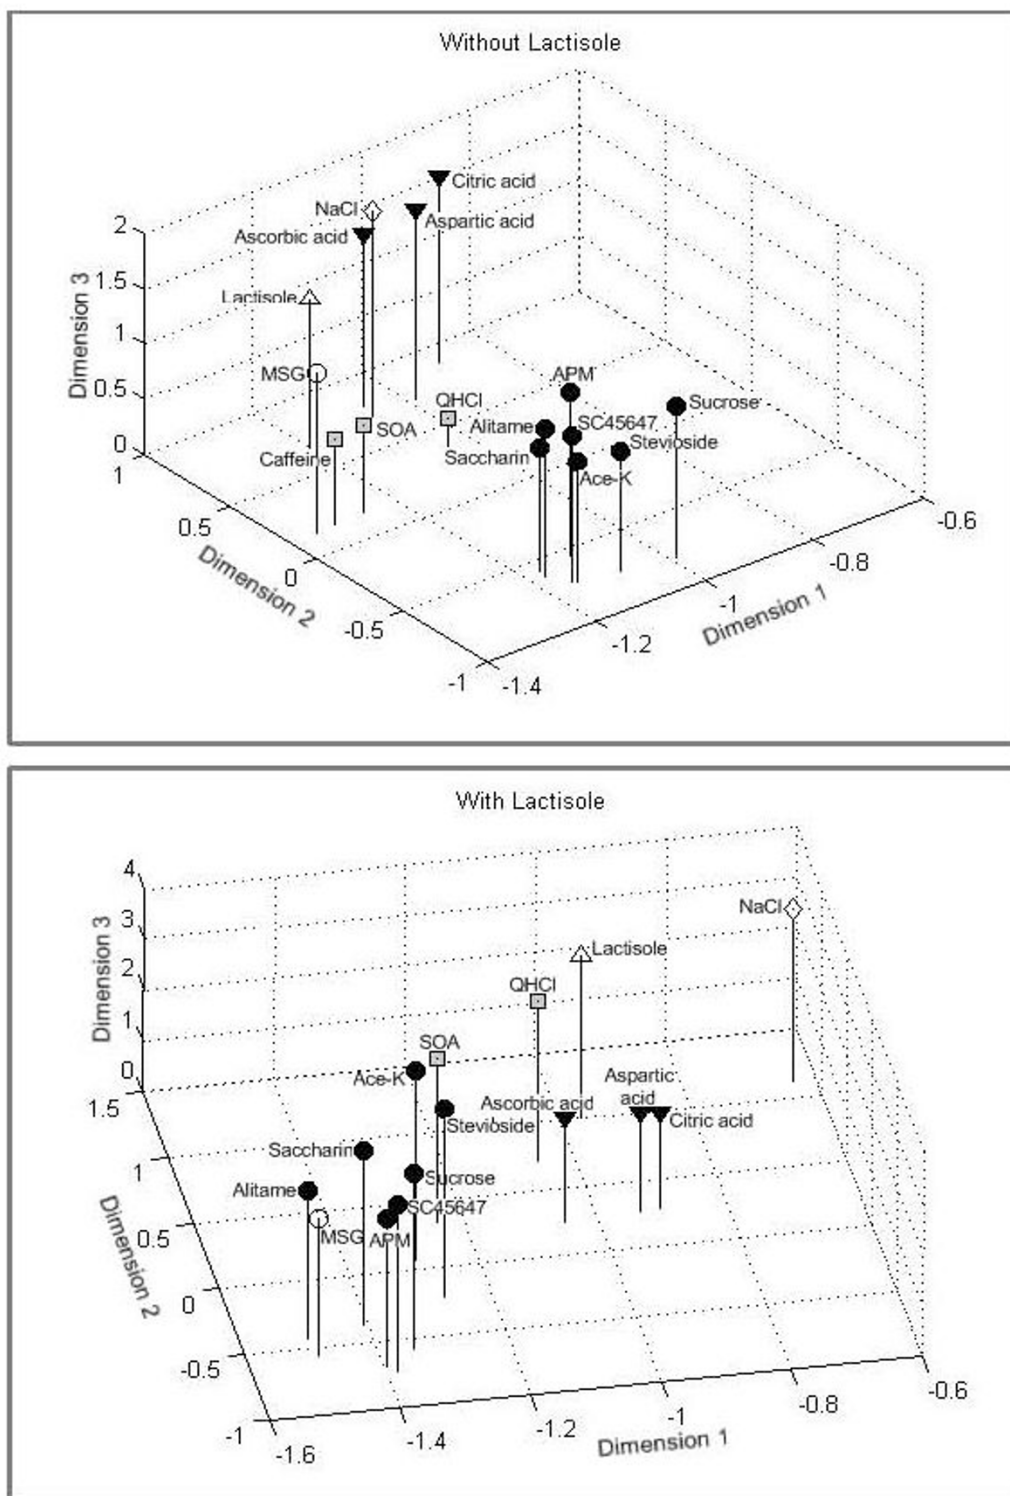 Without Lactisole
Citric acid
NaCl
Aspartic acid
Ascorbic acid
2
1.5
Lactisole
1
MSG
APM
0.5
QHCl
Sucrose
SOA
Alitame
SC45647
0
Caffeine
Saccharin
Stevioside
1
Ace-K
Dimension 3
0.5
-0.6
0
-0.8
Dimension 2
-0.5
-1
Dimension 1
-1.2
-1
-1.4
With Lactisole
4
NaCl
3
Lactisole
2
QHCl
1
SOA
0
Ace-K
Aspartic
acid
Dimension 3
1.5
Ascorbic acid
Citric acid
Stevioside
1
Saccharin
Alitame
Sucrose
SC45647
0.5
MSG
APM
0
Dimension 2
-0.5
-0.6
-1
-1.6
-1.4
-1.2
-1
-0.8
Dimension 1